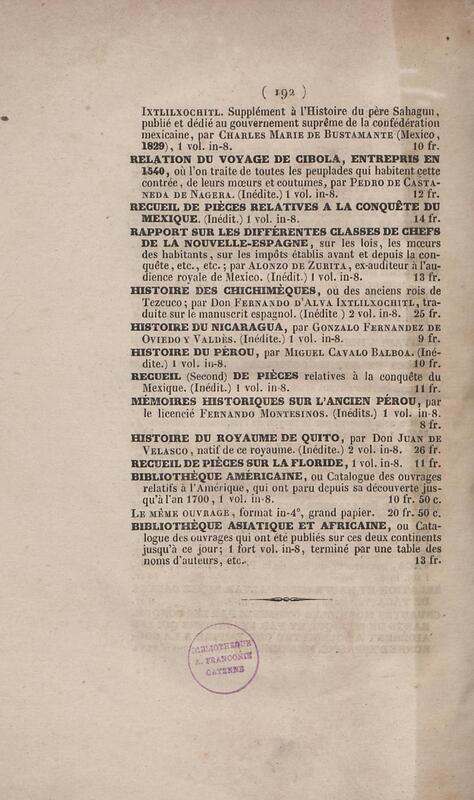 ( 192 )
IXTLILXOCHITL. Supplément à l'Histoire du père Sahagun,
publié et dédié au gouvernement suprême de la confédération
mexicaine, par CHARLES MARIE DE BUSTAMANTE (Mexico,
1829), 1 vol. in-8. 10 fr.
RELATION DU VOYAGE DE CIBOLA, ENTREPRIS EN
1540, où l'on traite de toutes les peuplades qui habitent cette
contrée, de leurs mœurs et coutumes, par PEDRO DE CASTA-
NEDA DE NAGERA. (Inédite.) 1 vol. in-8. 12 fr.
RECUEIL DE PIÈCES RELATIVES A LA CONQUÊTE DU
MEXIQUE. (Inédit.) 1 vol. in-8. 14 fr.
RAPPORT SUR LES DIFFÉRENTES CLASSES DE CHEFS
DE LA NOUVELLE-ESPAGNE, sur les lois, les mœurs
des habitants, sur les impôts établis avant et depuis la con-
quête, etc., etc.; par ALONZO DE ZURITA, ex-auditeur à l'au-
dience royale de Mexico. (Inédit.) 1 vol. in-8. 13 fr.
HISTOIRE DES CHICHIMÈQUES, ou des anciens rois de
Tezcuco; par Don FERNANDO D'ALVA IXTLILXOCHITL, tra-
duite sur le manuscrit espagnol. (Inédite ) 2 vol. in-8. 25 fr.
HISTOIRE DU NICARAGUA, par GONZALO FERNANDEZ DE
OVIEDO Y VALDÈS. (Inédite.) 1 vol. in-8. 9 fr.
HISTOIRE DU PÉROU, par MIGUEL CAVALO BALBOA. (Iné-
dite.) 1 vol. in-8. 10 fr.
RECUEIL (Second) DE PIÈCES relatives à la conquête du
Mexique. (Inédit.) 1 vol. in-8. 11 fr.
MÉMOIRES HISTORIQUES SUR L'ANCIEN PÉROU, par
le licencié FERNANDO MONTESINOS. (Inédits.) 1 vol. in-8.
8 fr.
HISTOIRE DU ROYAUME DE QUITO, par Don JUAN DE
VELASCO, natif de ce royaume. (Inédite.) 2 vol. in-8. 26 fr.
RECUEIL DE PIÈCES SUR LA FLORIDE, 1 vol. in-8. 11 fr.
BIBLIOTHÈQUE AMÉRICAINE, ou Catalogue des ouvrages
relatifs à l'Amérique, qui ont paru depuis sa découverte jus-
qu'à l'an 1700, 1 vol. in-8. 10 fr. 50 c.
LE MÊME OUVRAGE, format in-4°, grand papier. 20 fr. 50 c.
BIBLIOTHÈQUE ASIATIQUE ET AFRICAINE, ou Cata-
logue des ouvrages qui ont été publiés sur ces deux continents
jusqu'à ce jour; 1 fort vol. in-8, terminé par une table des
noms d'auteurs, etc. 13 fr.
BIBLIOTHÈQUE
A. FRANCONIE
CAYENNE